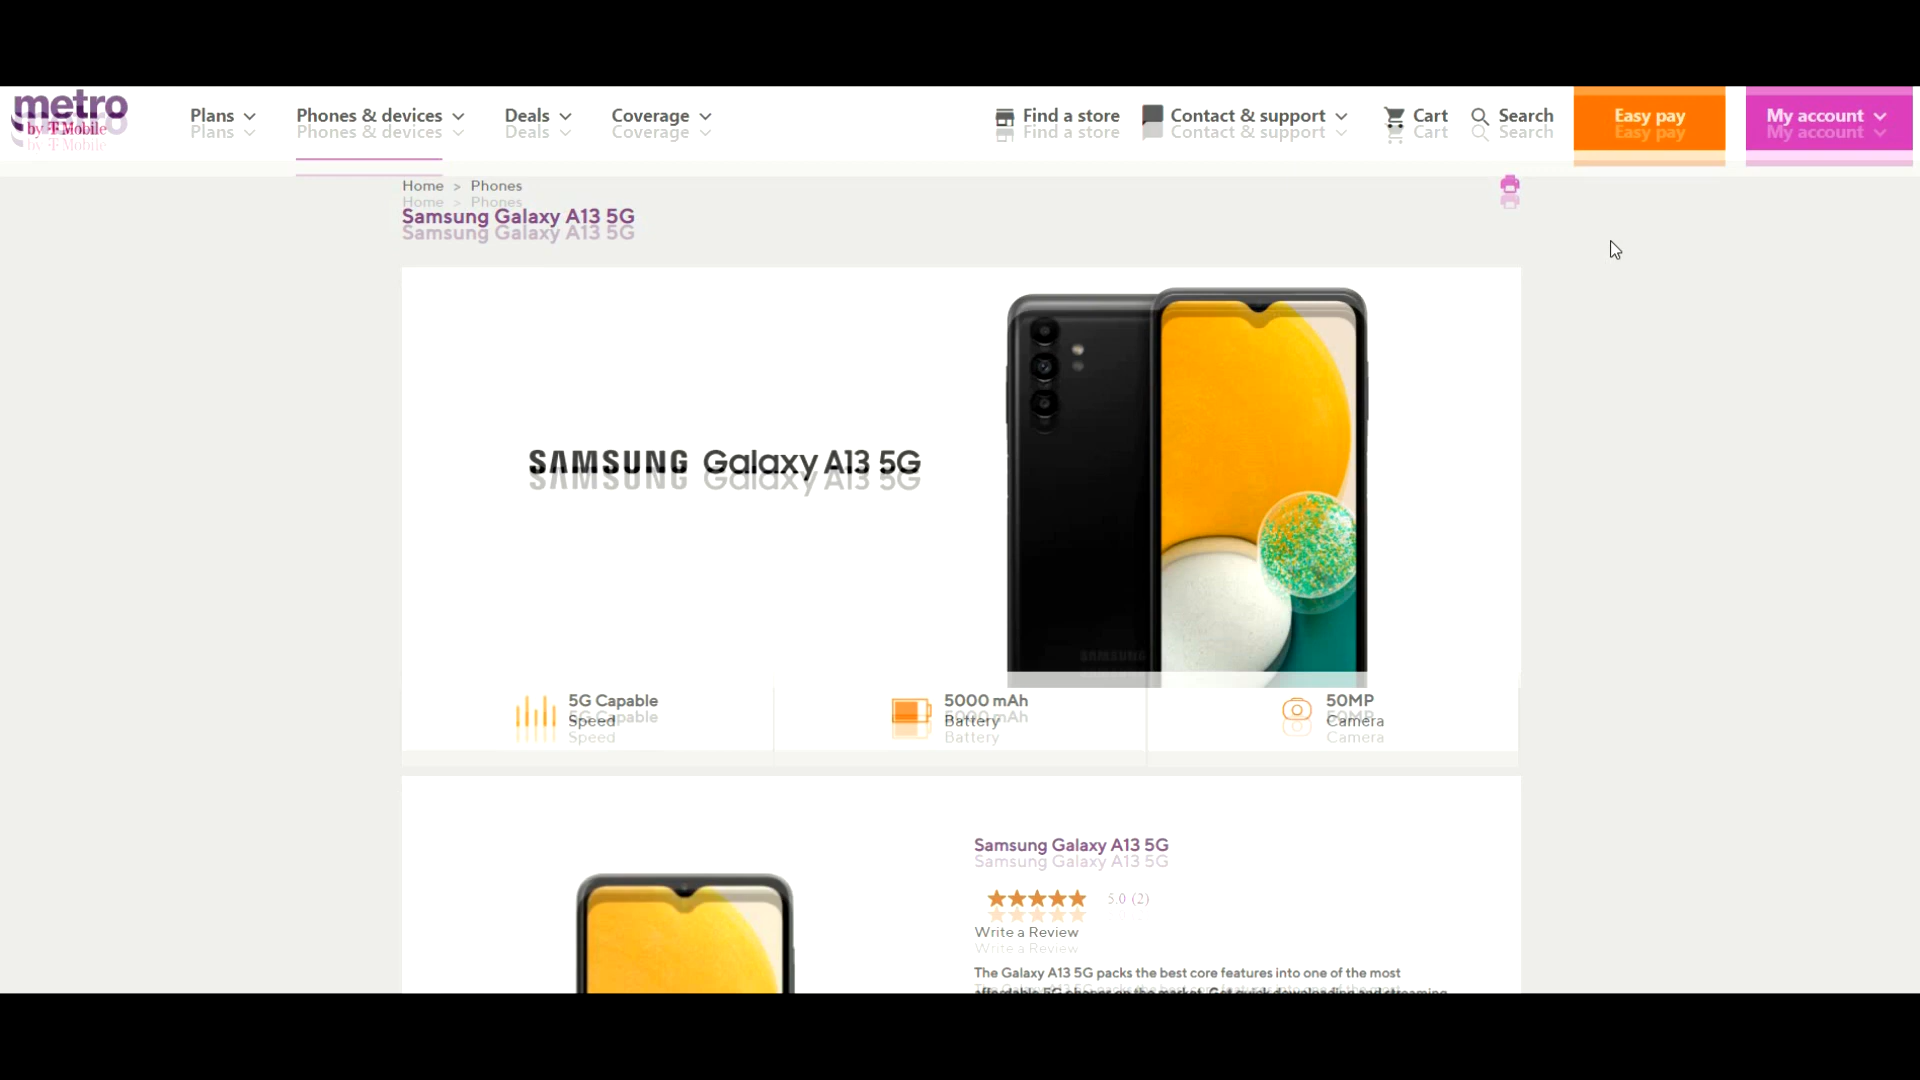 metro
by T Mobile
Plans
Phones & devices
Deals
Coverage
Find a store
Contact & support
Cart
Search
Easy pay
My account
Home > Phones
Samsung Galaxy A13 5G
SAMSUNG Galaxy A13 5G
SAMSUNG
5G Capable
Speed
5000 mAh
Battery
50MP
Camera
Samsung Galaxy A13 5G
5.0 (2)
Write a Review
The Galaxy A13 5G packs the best core features into one of the most
affordable 5G phones on the market. Get quick downloading and streaming